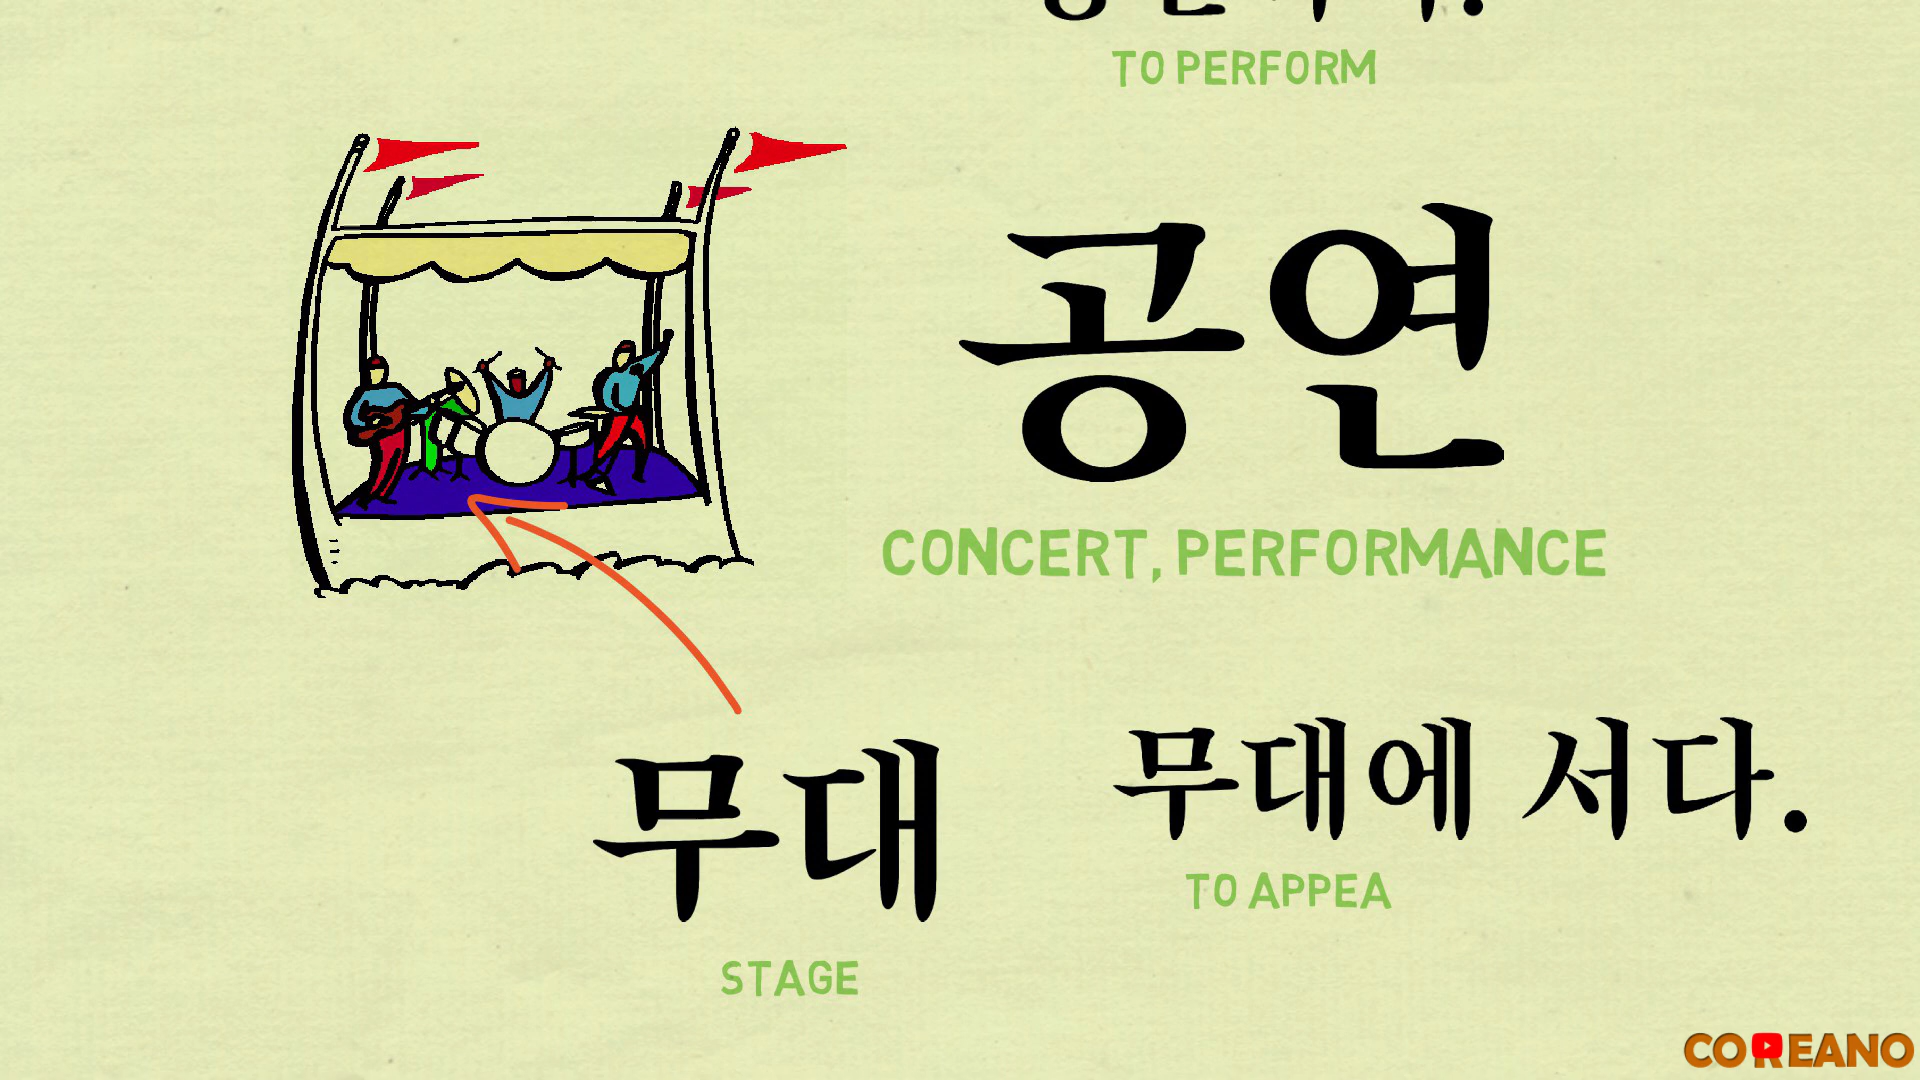 TO PERFORM
공연
CONCERT, PERFORMANCE
무대
STAGE
무대에 서다.
TO APPEA
COREANO